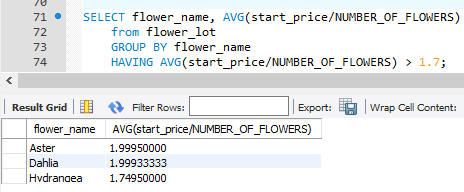 70
71 SELECT flower_name, AVG(start_price/NUMBER_OF_FLOWERS)
72 from flower_lot
73 GROUP BY flower_name
74 HAVING AVG(start_price/NUMBER_OF_FLOWERS) > 1.7;
Result Grid Filter Rows: Export: Wrap Cell Content:
flower_name AVG(start_price/NUMBER_OF_FLOWERS)
Aster 1.99950000
Dahlia 1.99933333
Hydrangea 1.74950000